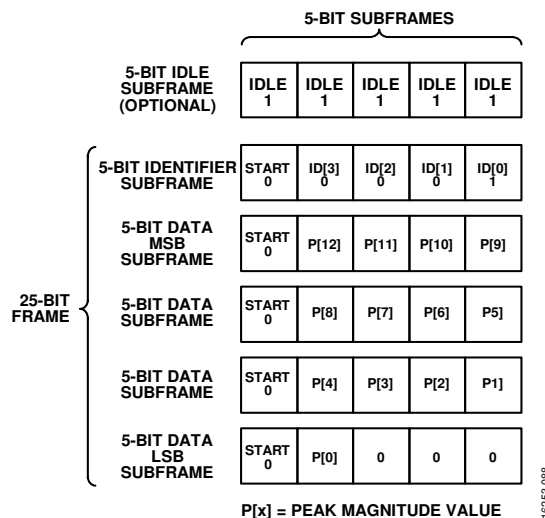 5-BIT SUBFRAMES
5-BIT IDLE
SUBFRAME
(OPTIONAL)
IDLE
1
IDLE
1
IDLE
1
IDLE
1
IDLE
1
25-BIT
FRAME
5-BIT IDENTIFIER
SUBFRAME
START
0
ID[3]
0
ID[2]
0
ID[1]
0
ID[0]
1
5-BIT DATA
MSB
SUBFRAME
START
0
P[12]
P[11]
P[10]
P[9]
5-BIT DATA
SUBFRAME
START
0
P[8]
P[7]
P[6]
P5]
5-BIT DATA
SUBFRAME
START
0
P[4]
P[3]
P[2]
P1]
5-BIT DATA
LSB
SUBFRAME
START
0
P[0]
0
0
0
P[x] = PEAK MAGNITUDE VALUE